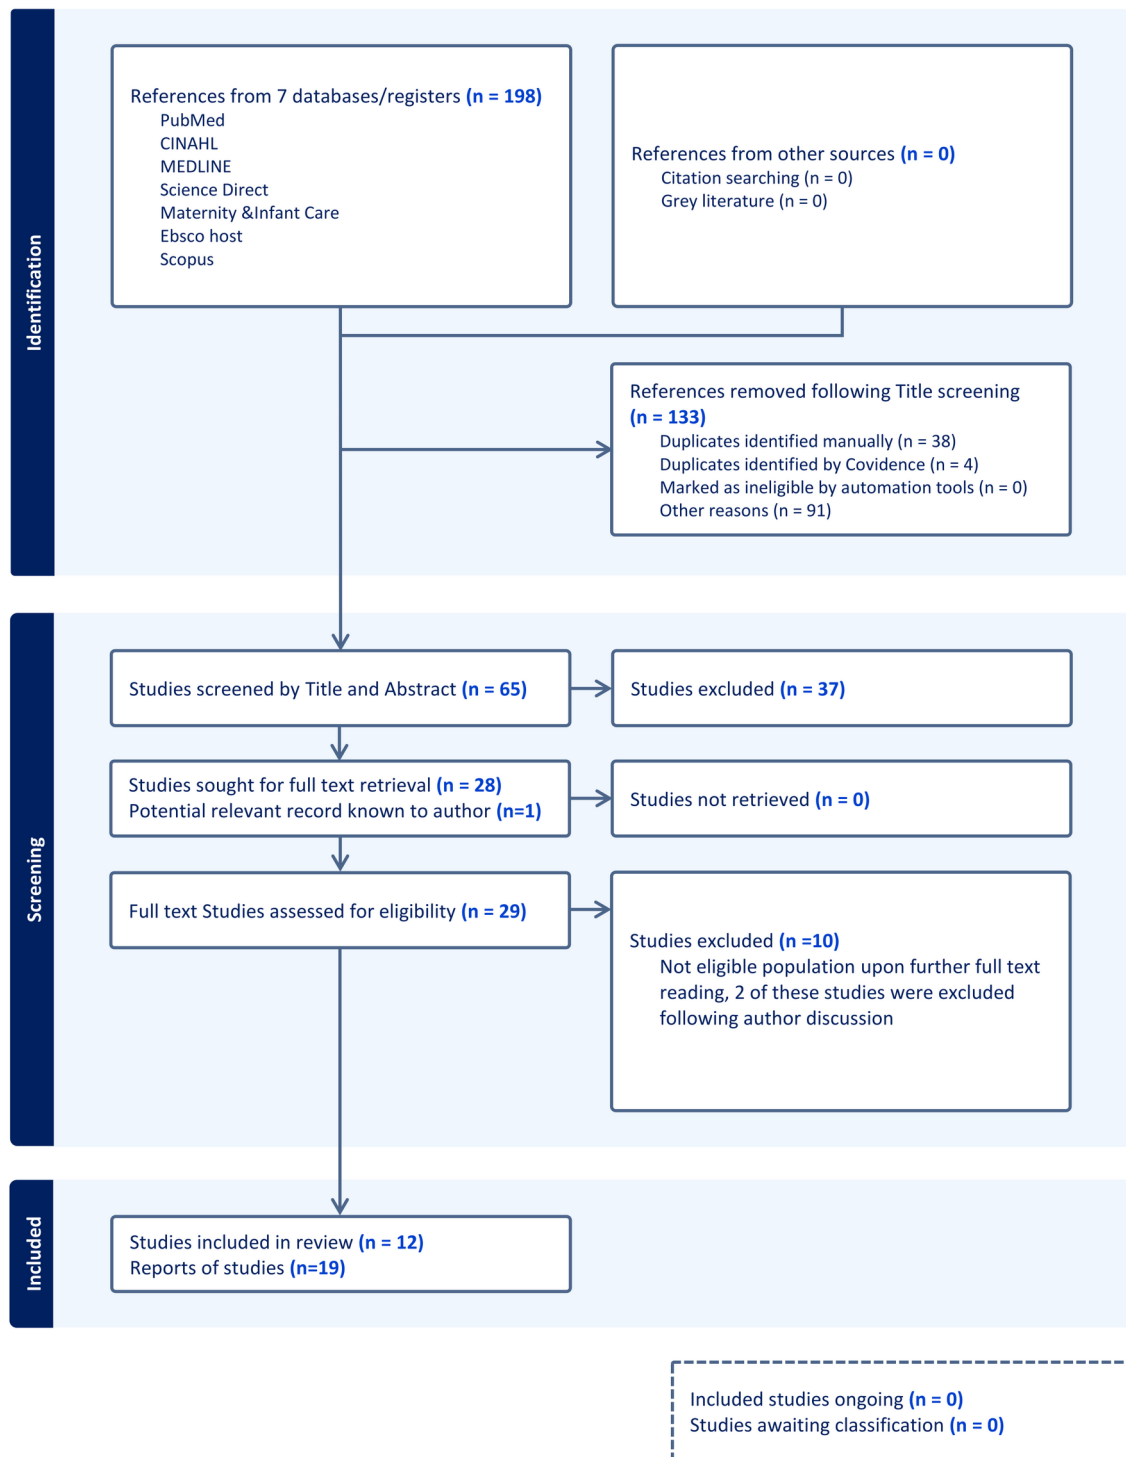 Identification
References from 7 databases/registers (n = 198)
PubMed
CINAHL
MEDLINE
Science Direct
Maternity &Infant Care
Ebsco host
Scopus
References from other sources (n = 0)
Citation searching (n = 0)
Grey literature (n = 0)
References removed following Title screening
(n = 133)
Duplicates identified manually (n = 38)
Duplicates identified by Covidence (n = 4)
Marked as ineligible by automation tools (n = 0)
Other reasons (n = 91)
Screening
Studies screened by Title and Abstract (n = 65)
Studies excluded (n = 37)
Studies sought for full text retrieval (n = 28)
Potential relevant record known to author (n=1)
Studies not retrieved (n = 0)
Full text Studies assessed for eligibility (n = 29)
Studies excluded (n =10)
Not eligible population upon further full text
reading, 2 of these studies were excluded
following author discussion
Included
Studies included in review (n = 12)
Reports of studies (n=19)
Included studies ongoing (n = 0)
Studies awaiting classification (n = 0)